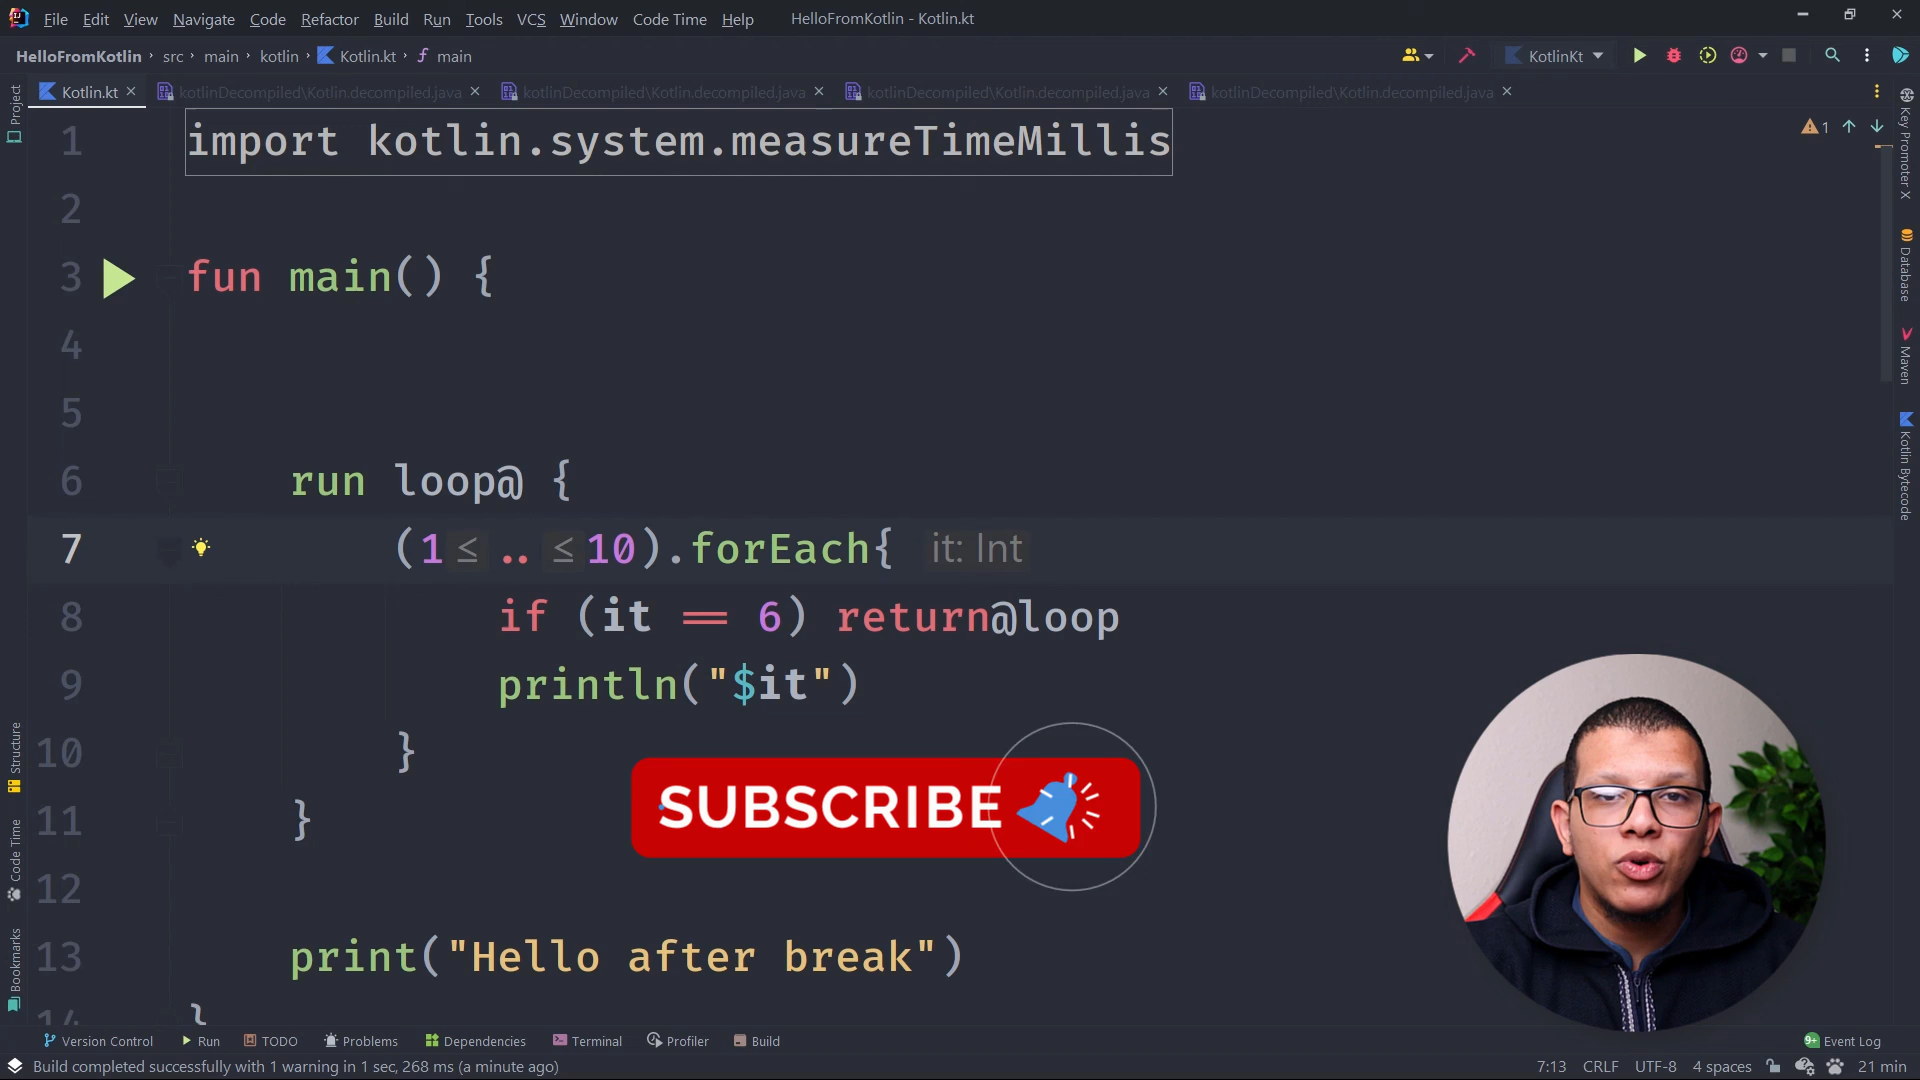 File Edit View Navigate Code Refactor Build Run Tools VCS Window Code Time Help HelloFromKotlin - Kotlin.kt
HelloFromKotlin src main kotlin Kotlin.kt main KotlinKt
Kotlin.kt kotlinDecompiled\Kotlin.decompiled.java kotlinDecompiled\Kotlin.decompiled.java kotlinDecompiled\Kotlin.decompiled.java kotlinDecompiled\Kotlin.decompiled.java
Project
1
Key Promoter X
Database
Maven
Kotlin Bytecode
1 import kotlin.system.measureTimeMillis
2
3 fun main() {
4
5
6 run loop@ {
7 (1 ≤ .. ≤ 10).forEach{ it: Int
8 if (it == 6) return@loop
9 println("$it")
10 }
11 }
12
13 print("Hello after break")
14 }
SUBSCRIBE
Structure
Code Time
Bookmarks
Version Control Run TODO Problems Dependencies Terminal Profiler Build 9+ Event Log
Build completed successfully with 1 warning in 1 sec, 268 ms (a minute ago) 7:13 CRLF UTF-8 4 spaces 21 min